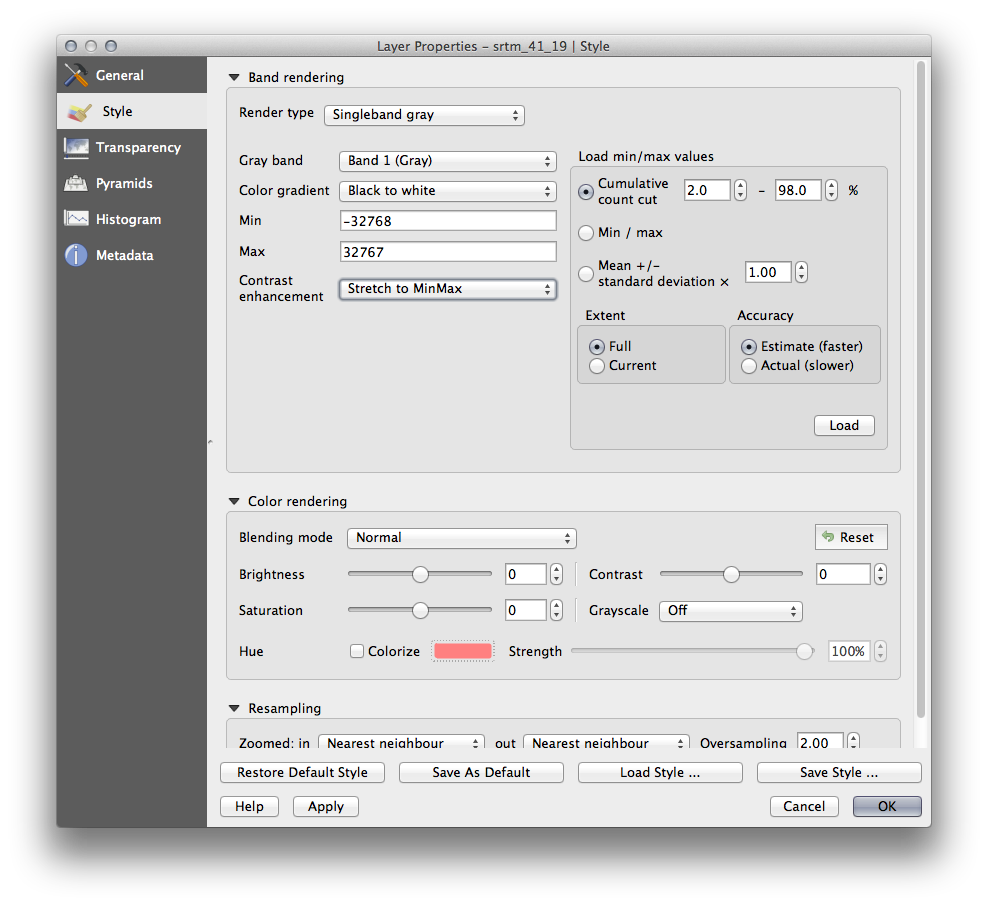 Layer Properties – srtm_41_19 | Style
General
Style
Transparency
Pyramids
Histogram
Metadata
Band rendering
Render type Singleband gray
Gray band Band 1 (Gray)
Color gradient Black to white
Min -32768
Max 32767
Contrast
enhancement Stretch to MinMax
Load min/max values
Cumulative
count cut 2.0 – 98.0 %
Min / max
Mean +/-
standard deviation × 1.00
Extent
Full
Current
Accuracy
Estimate (faster)
Actual (slower)
Load
Color rendering
Blending mode Normal Reset
Brightness 0 Contrast 0
Saturation 0 Grayscale Off
Hue Colorize Strength 100%
Resampling
Zoomed: in Nearest neighbour out Nearest neighbour Oversampling 2.00
Restore Default Style Save As Default Load Style ... Save Style ...
Help Apply Cancel OK